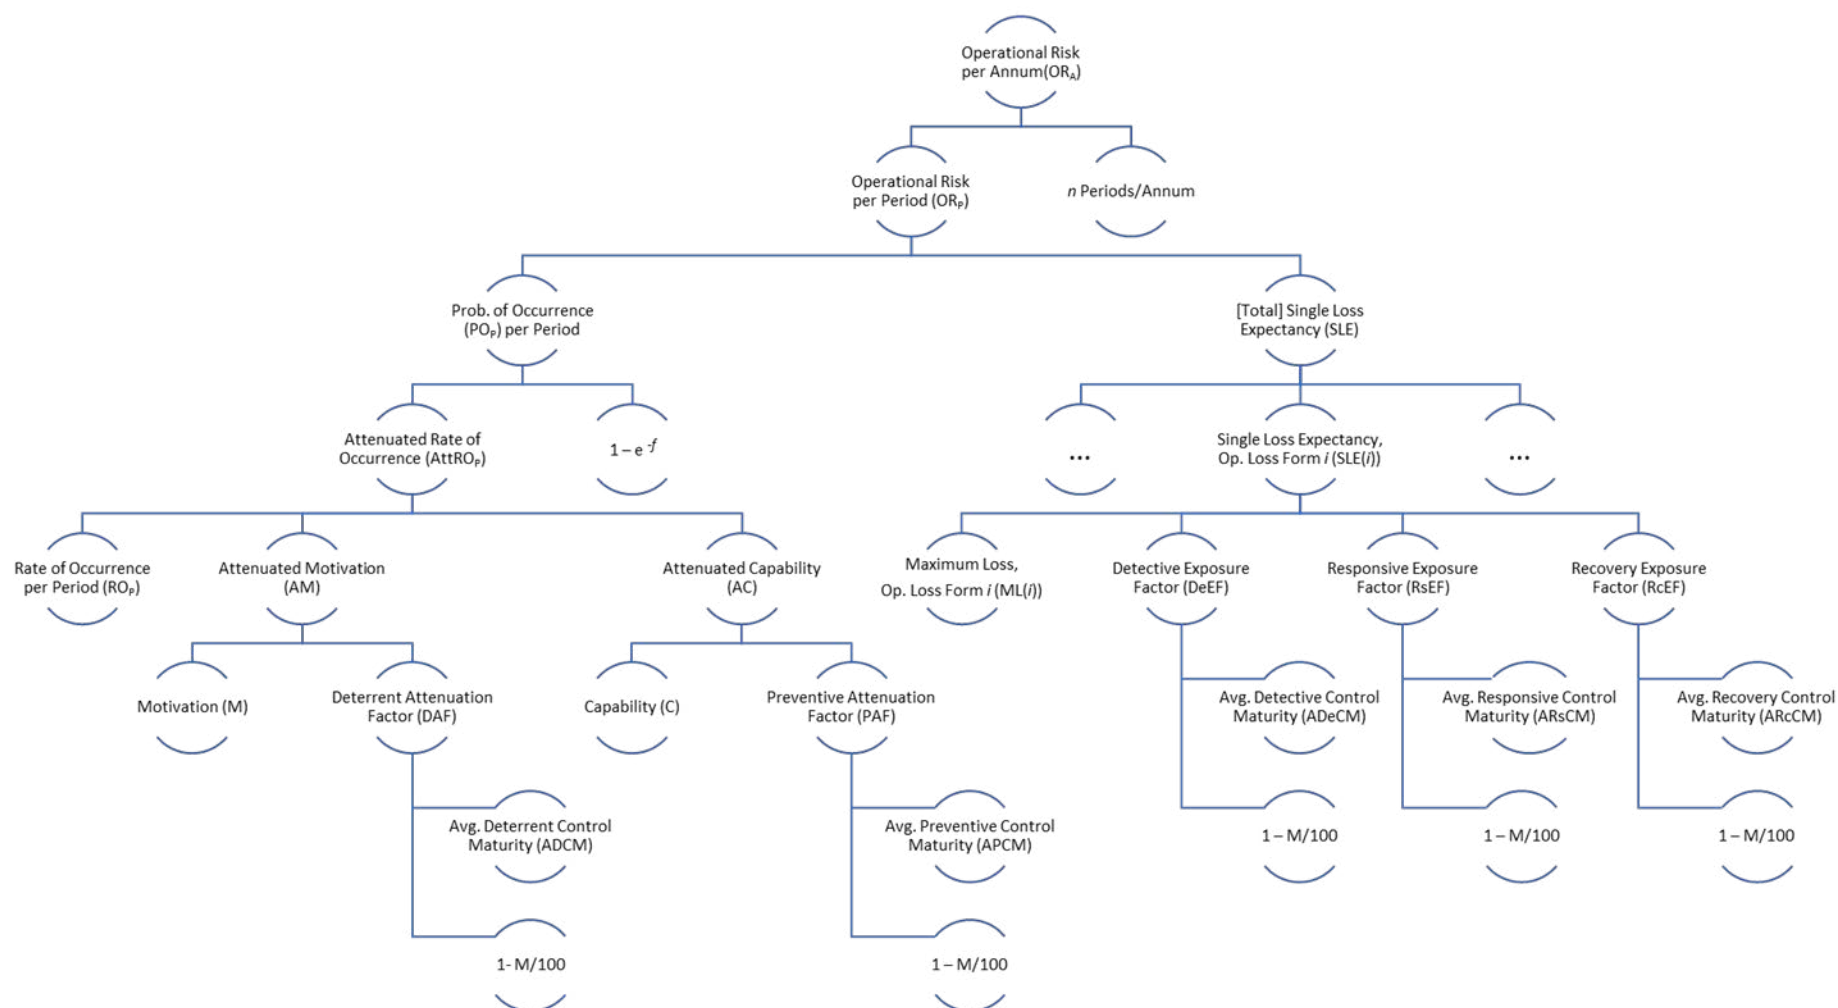 Operational Risk
per Annum(ORA)
Operational Risk
per Period (ORP)
n Periods/Annum
Prob. of Occurrence
(POP) per Period
[Total] Single Loss
Expectancy (SLE)
Attenuated Rate of
Occurrence (AttROP)
1 – e -f
...
Single Loss Expectancy,
Op. Loss Form i (SLE(i))
...
Rate of Occurrence
per Period (ROP)
Attenuated Motivation
(AM)
Attenuated Capability
(AC)
Maximum Loss,
Op. Loss Form i (ML(i))
Detective Exposure
Factor (DeEF)
Responsive Exposure
Factor (RsEF)
Recovery Exposure
Factor (RcEF)
Motivation (M)
Deterrent Attenuation
Factor (DAF)
Capability (C)
Preventive Attenuation
Factor (PAF)
Avg. Detective Control
Maturity (ADeCM)
Avg. Responsive Control
Maturity (ARsCM)
Avg. Recovery Control
Maturity (ARcCM)
Avg. Deterrent Control
Maturity (ADCM)
Avg. Preventive Control
Maturity (APCM)
1 – M/100
1 – M/100
1 – M/100
1- M/100
1 – M/100